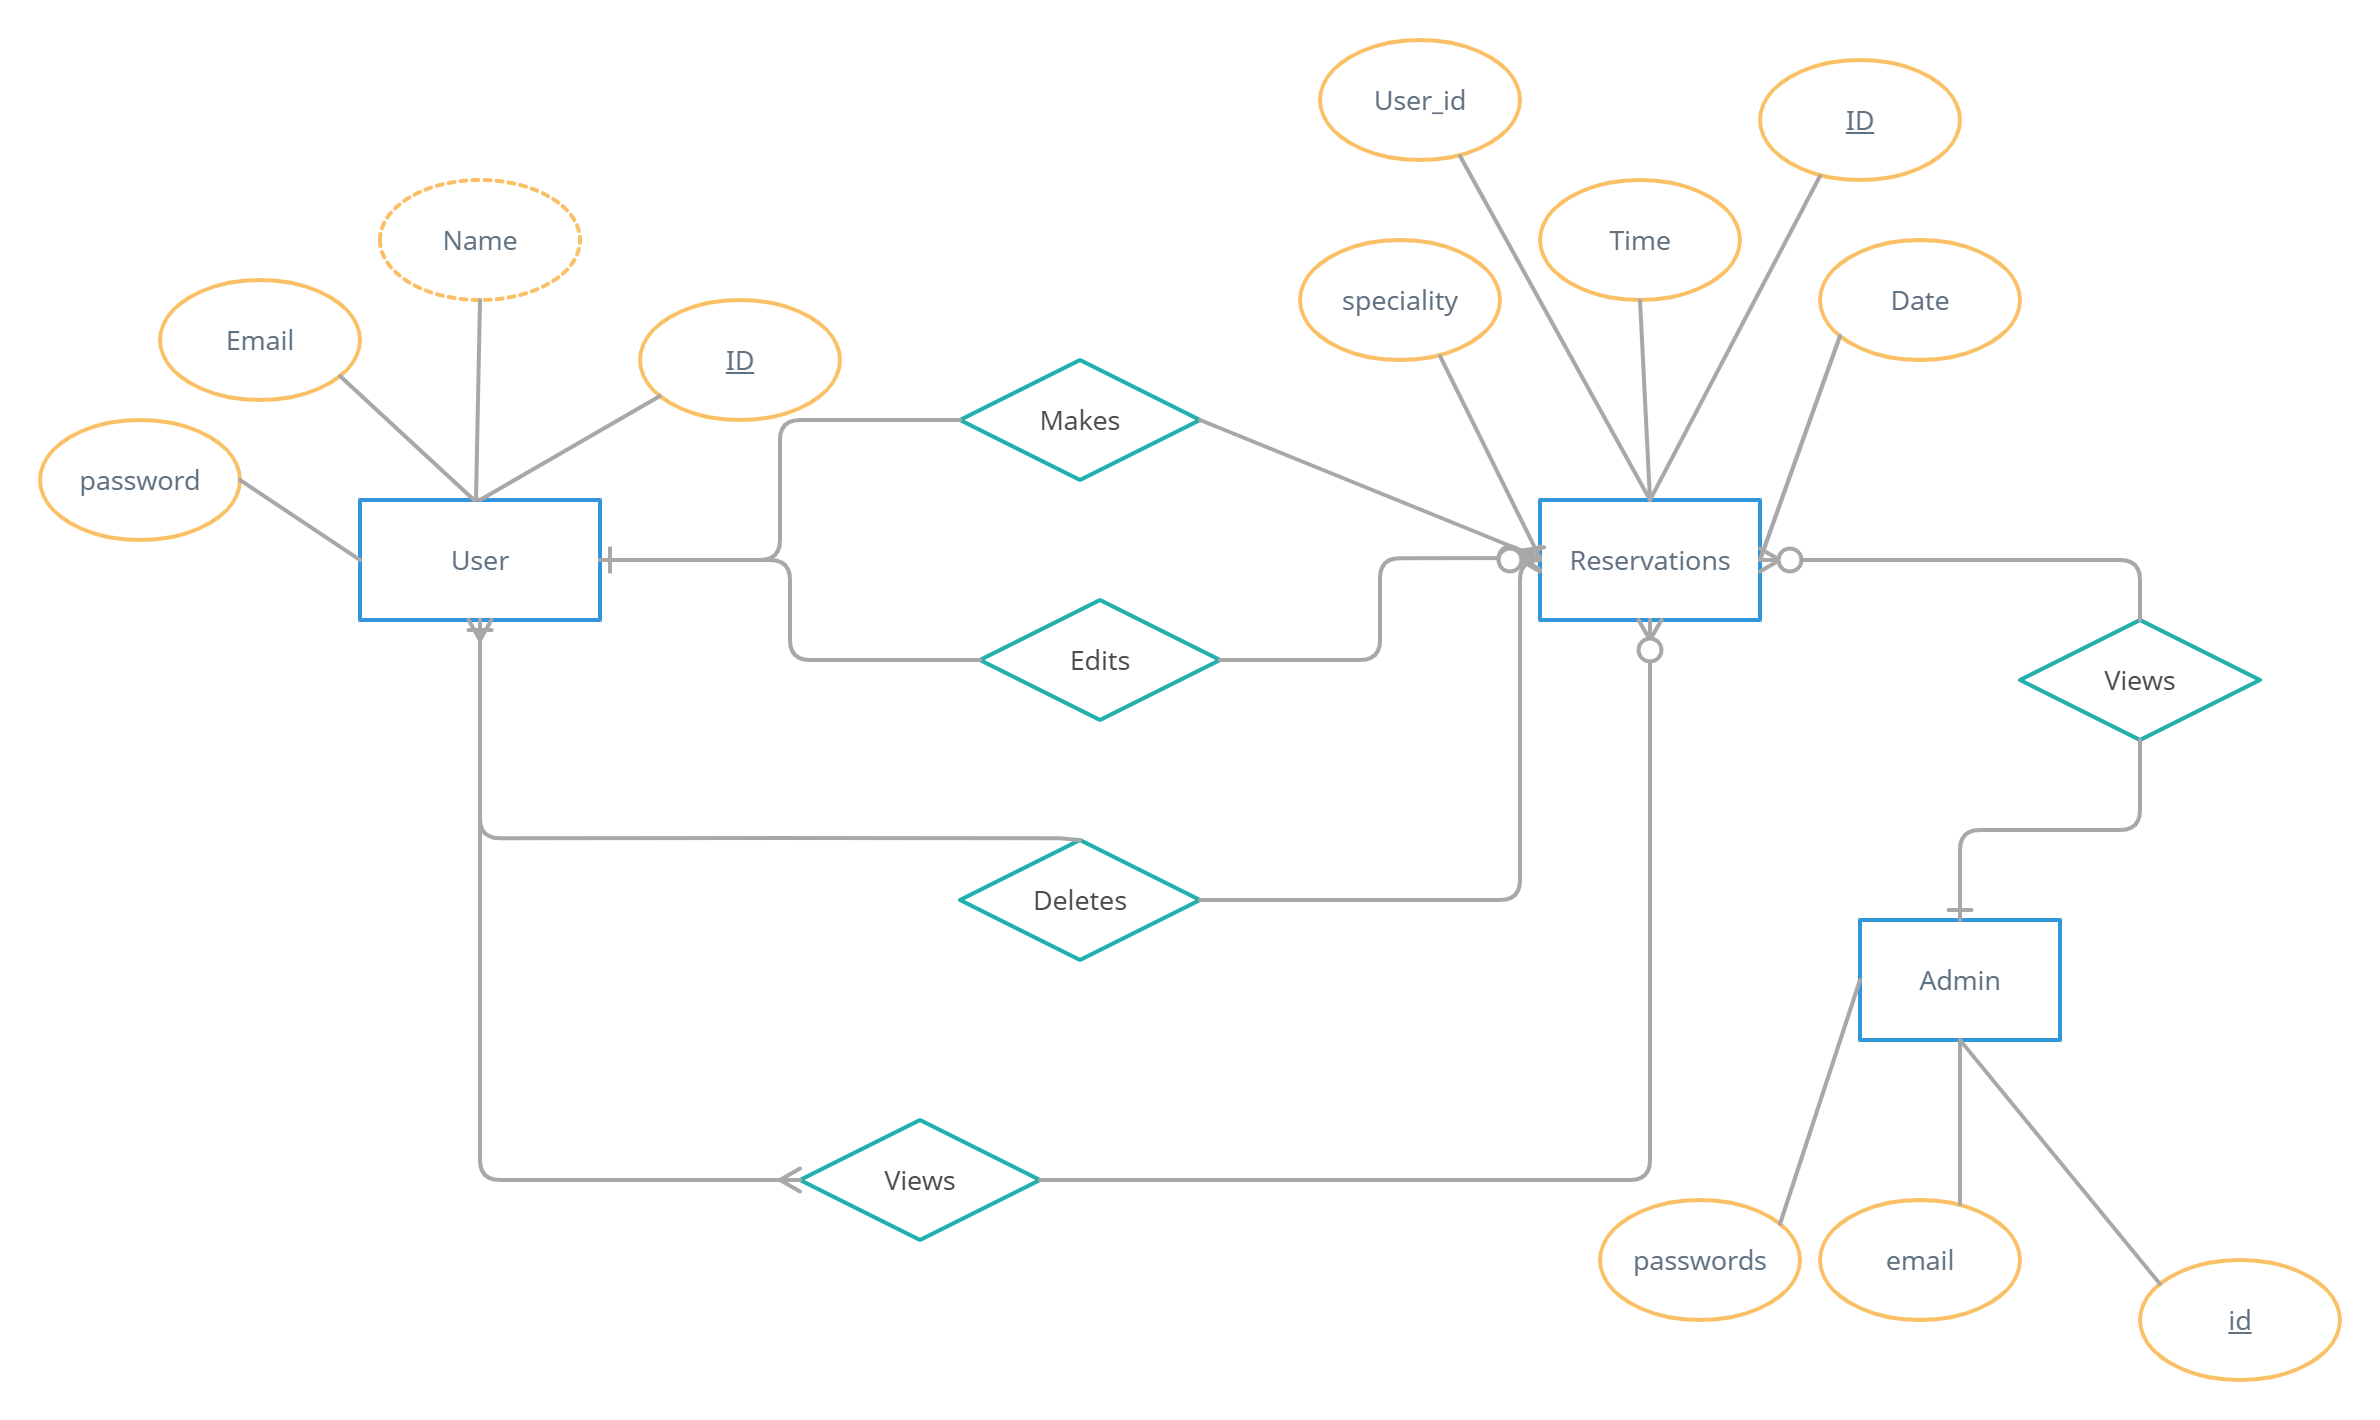 User_id
ID
Name
Time
speciality
Date
Email
ID
Makes
password
User
Reservations
Edits
Views
Deletes
Admin
Views
passwords
email
id